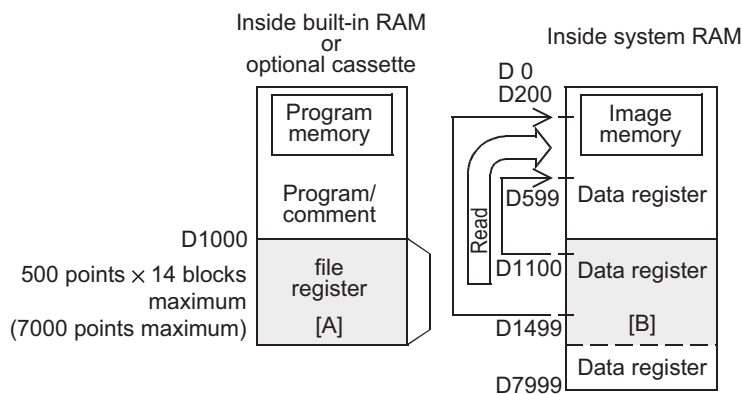 Inside built-in RAM
or
optional cassette
Program
memory
Program/
comment
D1000
500 points × 14 blocks
maximum
(7000 points maximum)
file
register
[A]
Inside system RAM
D 0
D200
Image
memory
Read
D599
Data register
D1100
Data register
D1499
[B]
Data register
D7999